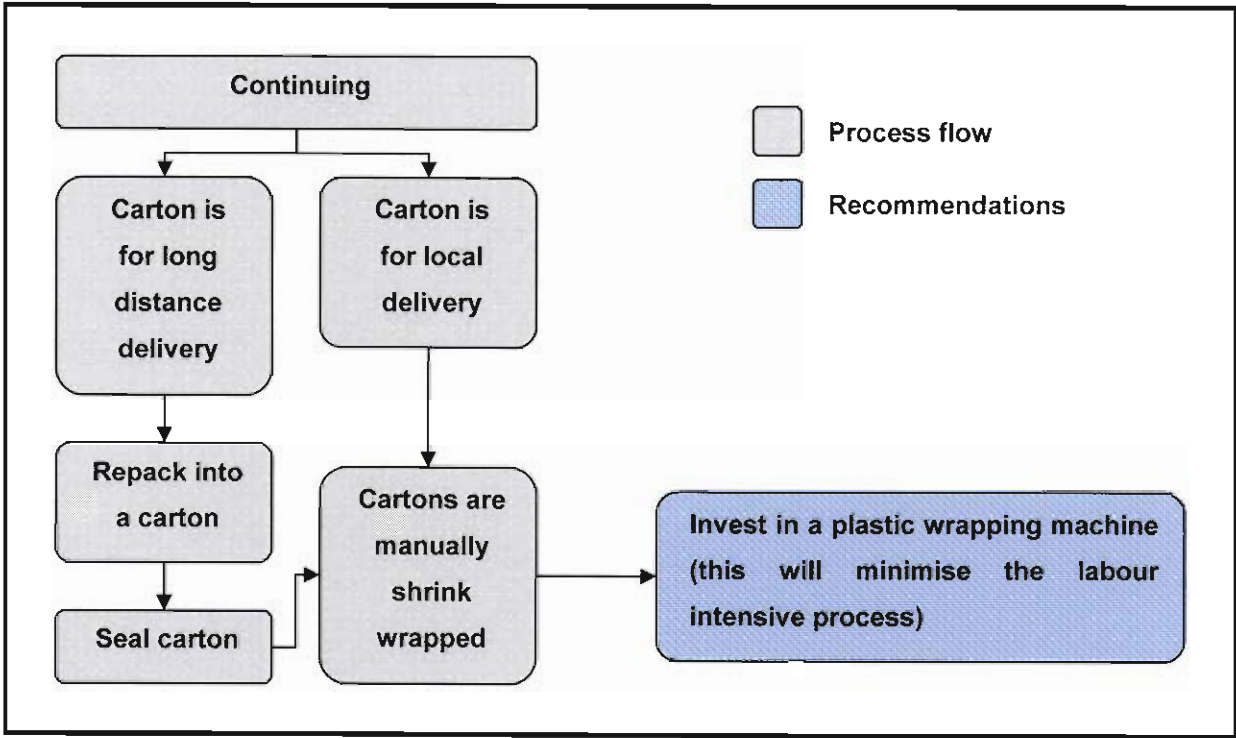 Continuing
Process flow
Recommendations
Carton is
for long
distance
delivery
Carton is
for local
delivery
Repack into
a carton
Seal carton
Cartons are
manually
shrink
wrapped
Invest in a plastic wrapping machine
(this will minimise the labour
intensive process)